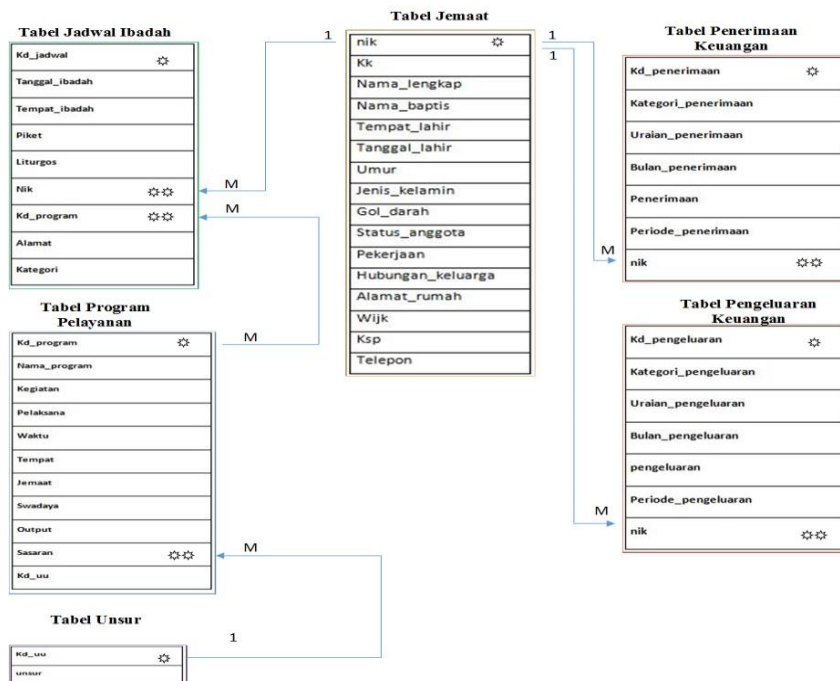 Tabel Jadwal Ibadah
Kd_jadwal
Tanggal_ibadah
Tempat_ibadah
Piket
Liturgos
Nik
Kd_program
Alamat
Kategori
M
M
1
Tabel Jemaat
nik
Kk
Nama_lengkap
Nama_baptis
Tempat_lahir
Tanggal_lahir
Umur
Jenis_kelamin
Gol_darah
Status_anggota
Pekerjaan
Hubungan_keluarga
Alamat_rumah
Wijk
Ksp
Telepon
1
1
Tabel Penerimaan
Keuangan
Kd_penerimaan
Kategori_penerimaan
Uraian_penerimaan
Bulan_penerimaan
Penerimaan
Periode_penerimaan
nik
M
Tabel Program
Pelayanan
Kd_program
Nama_program
Kegiatan
Pelaksana
Waktu
Tempat
Jemaat
Swadaya
Output
Sasaran
Kd_uu
M
M
Tabel Pengeluaran
Keuangan
Kd_pengeluaran
Kategori_pengeluaran
Uraian_pengeluaran
Bulan_pengeluaran
pengeluaran
Periode_pengeluaran
nik
M
Tabel Unsur
Kd_uu
unsur
1